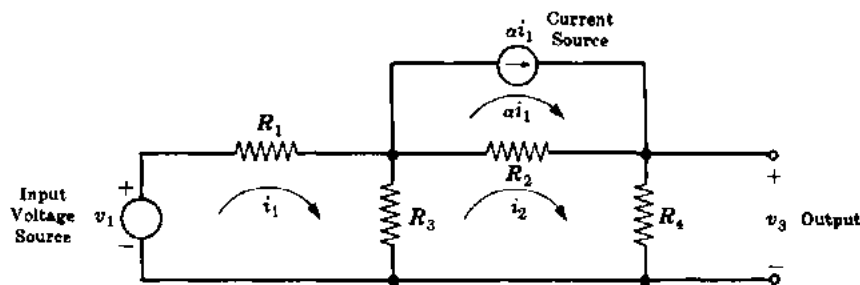 αi₁
Current
Source
αi₁
R₁
R₂
Input
Voltage
Source
+
v₁
−
i₁
R₃
i₂
R₄
+
v₃ Output
−